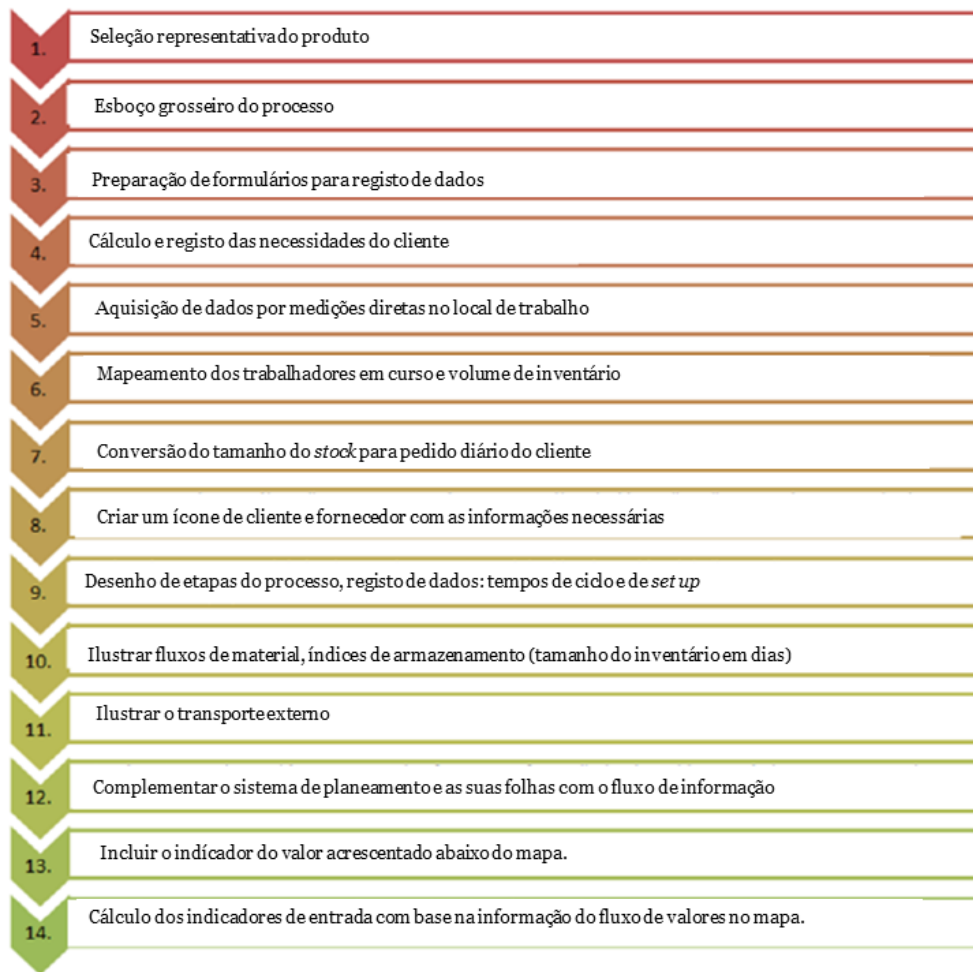 1. Seleção representativa do produto
2. Esboço grosseiro do processo
3. Preparação de formulários para registo de dados
4. Cálculo e registo das necessidades do cliente
5. Aquisição de dados por medições diretas no local de trabalho
6. Mapeamento dos trabalhadores em curso e volume de inventário
7. Conversão do tamanho do stock para pedido diário do cliente
8. Criar um ícone de cliente e fornecedor com as informações necessárias
9. Desenho de etapas do processo, registo de dados: tempos de ciclo e de set up
10. Ilustrar fluxos de material, índices de armazenamento (tamanho do inventário em dias)
11. Ilustrar o transporte externo
12. Complementar o sistema de planeamento e as suas folhas com o fluxo de informação
13. Incluir o indícador do valor acrescentado abaixo do mapa.
14. Cálculo dos indicadores de entrada com base na informação do fluxo de valores no mapa.